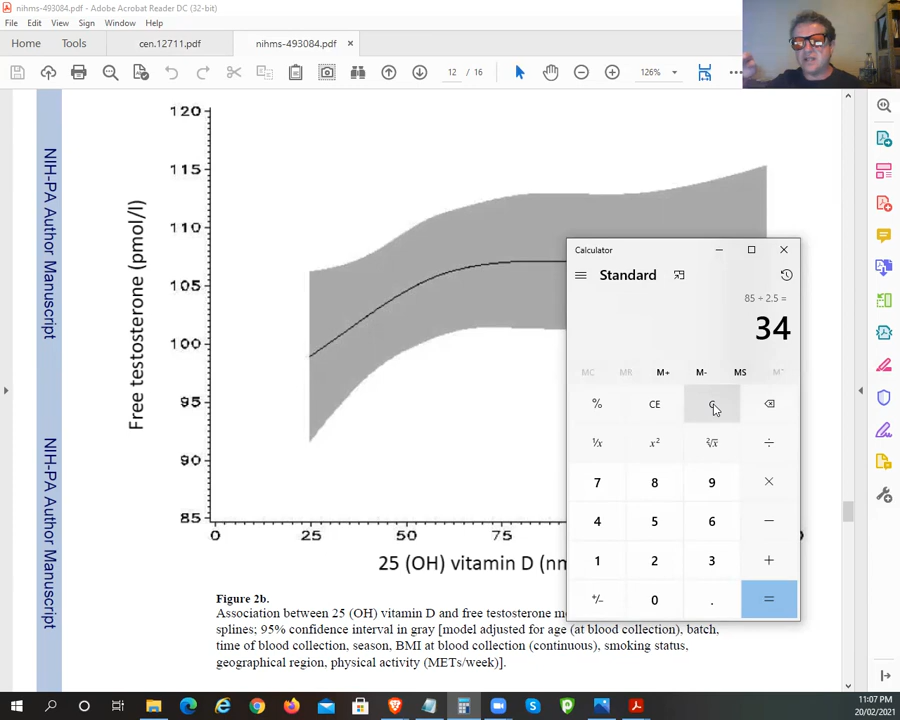 nihms-493084.pdf - Adobe Acrobat Reader DC (32-bit)
File Edit View Sign Window Help
Home Tools cen.12711.pdf nihms-493084.pdf ×
12 / 16 126%
NIH-PA Author Manuscript
NIH-PA Author Manuscript
Free testosterone (pmol/l)
120
115
110
105
100
95
90
85
0 25 50 75
25 (OH) vitamin D
Figure 2b.
Association between 25 (OH) vitamin D and free testosterone
splines; 95% confidence interval in gray [model adjusted for age (at blood collection), batch,
time of blood collection, season, BMI at blood collection (continuous), smoking status,
geographical region, physical activity (METs/week)].
Calculator
Standard
85 ÷ 2.5 =
34
MC MR M+ M- MS
% CE C
¹/x x² ²√x ÷
7 8 9 ×
4 5 6 −
1 2 3 +
+/− 0 . =
11:07 PM
20/02/2021